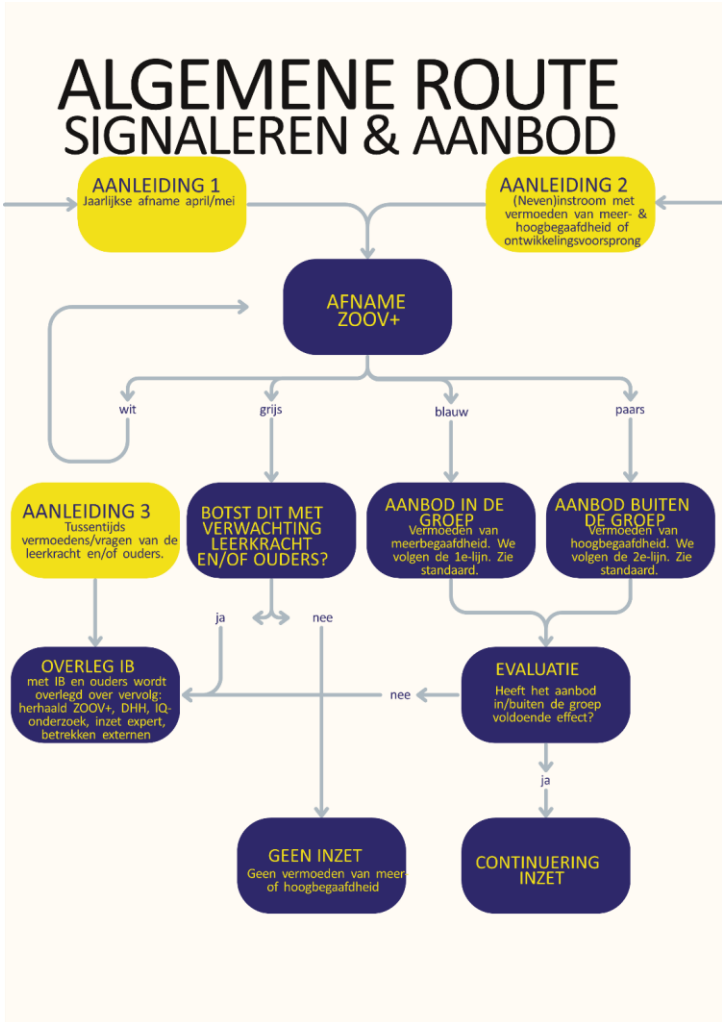 ALGEMENE ROUTE
SIGNALEREN & AANBOD
AANLEIDING 1
Jaarlijkse afname april/mei
AANLEIDING 2
(Neven)instroom met
vermoeden van meer- &
hoogbegaafdheid of
ontwikkelingsvoorsprong
AFNAME
ZOOV+
wit
grijs
blauw
paars
AANLEIDING 3
Tussentijds
vermoedens/vragen van de
leerkracht en/of ouders.
BOTST DIT MET
VERWACHTING
LEERKRACHT
EN/OF OUDERS?
AANBOD IN DE
GROEP
Vermoeden van
meerbegaafdheid. We
volgen de 1e-lijn. Zie
standaard.
AANBOD BUITEN
DE GROEP
Vermoeden van
hoogbegaafdheid. We
volgen de 2e-lijn. Zie
standaard.
ja
nee
OVERLEG IB
met IB en ouders wordt
overlegd over vervolg:
herhaald ZOOV+, DHH, IQ-
onderzoek, inzet expert,
betrekken externen
nee
EVALUATIE
Heeft het aanbod
in/buiten de groep
voldoende effect?
ja
GEEN INZET
Geen vermoeden van meer-
of hoogbegaafdheid
CONTINUERING
INZET